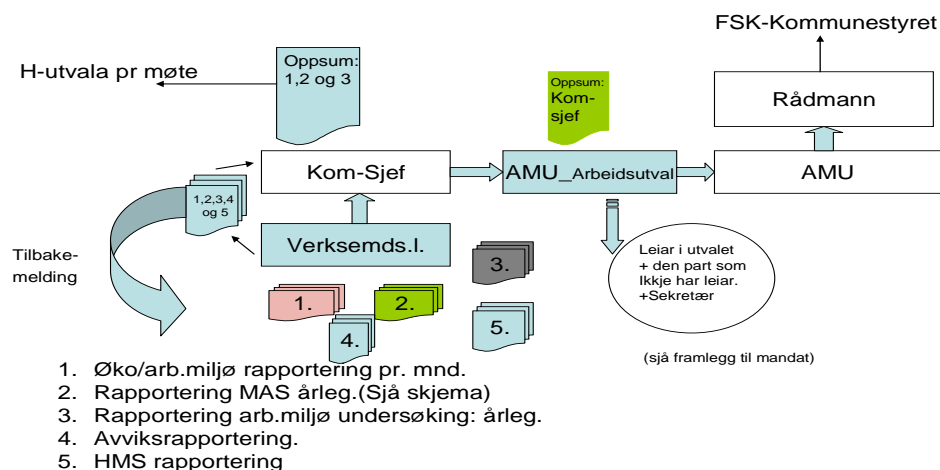 FSK-Kommunestyret
H-utvala pr møte
Oppsum:
1,2 og 3
Oppsum:
Kom-
sjef
Rådmann
Kom-Sjef
AMU_Arbeidsutval
AMU
1,2,3,4
og 5
Verksemds.l.
Tilbake-
melding
Leiar i utvalet
+ den part som
Ikkje har leiar.
+Sekretær
3.
1.
2.
4.
5.
(sjå framlegg til mandat)
1. Øko/arb.miljø rapportering pr. mnd.
2. Rapportering MAS årleg.(Sjå skjema)
3. Rapportering arb.miljø undersøking: årleg.
4. Avviksrapportering.
5. HMS rapportering